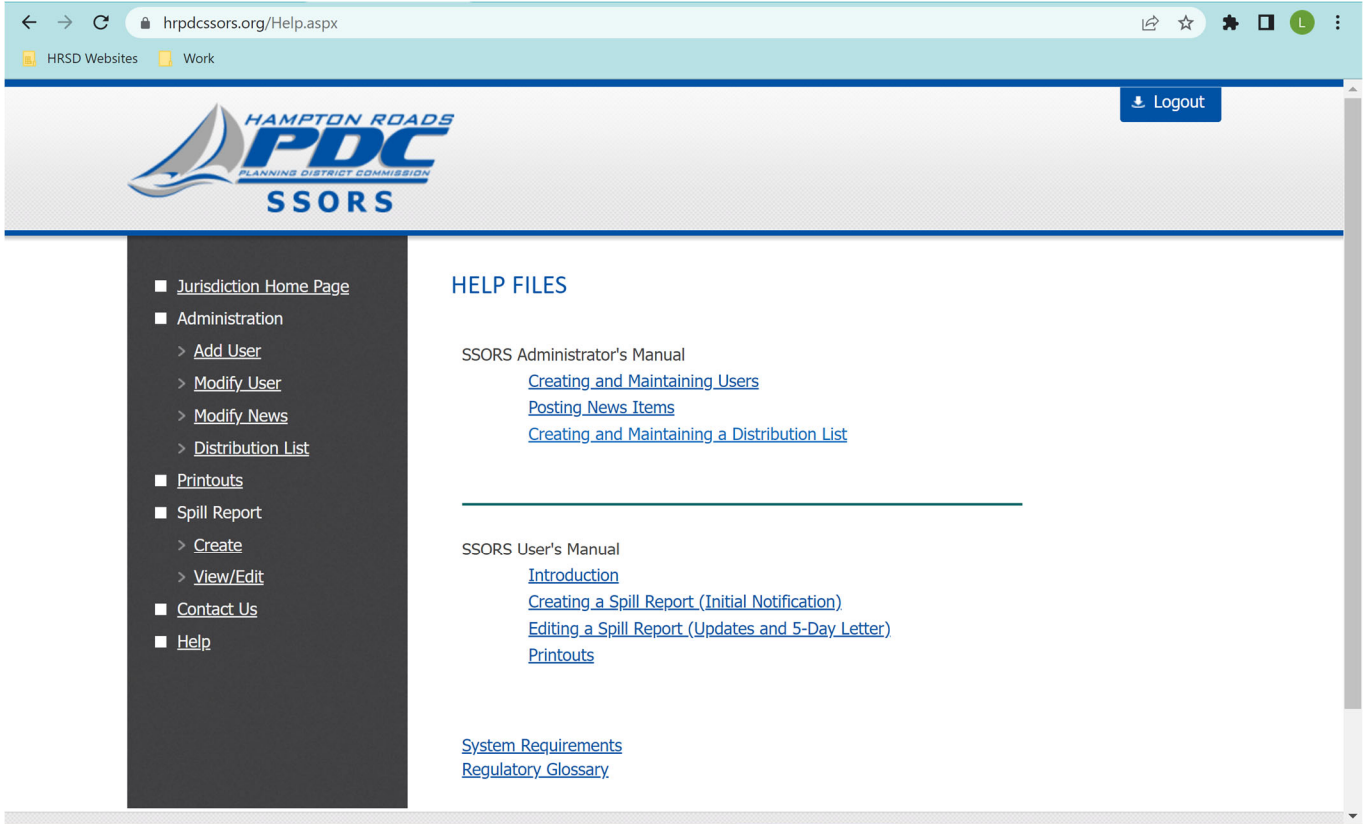 hrpdcssors.org/Help.aspx
L
HRSD Websites
Work
Logout
HAMPTON ROADS
PDC
PLANNING DISTRICT COMMISSION
SSORS
Jurisdiction Home Page
Administration
> Add User
> Modify User
> Modify News
> Distribution List
Printouts
Spill Report
> Create
> View/Edit
Contact Us
Help
HELP FILES
SSORS Administrator's Manual
Creating and Maintaining Users
Posting News Items
Creating and Maintaining a Distribution List
SSORS User's Manual
Introduction
Creating a Spill Report (Initial Notification)
Editing a Spill Report (Updates and 5-Day Letter)
Printouts
System Requirements
Regulatory Glossary